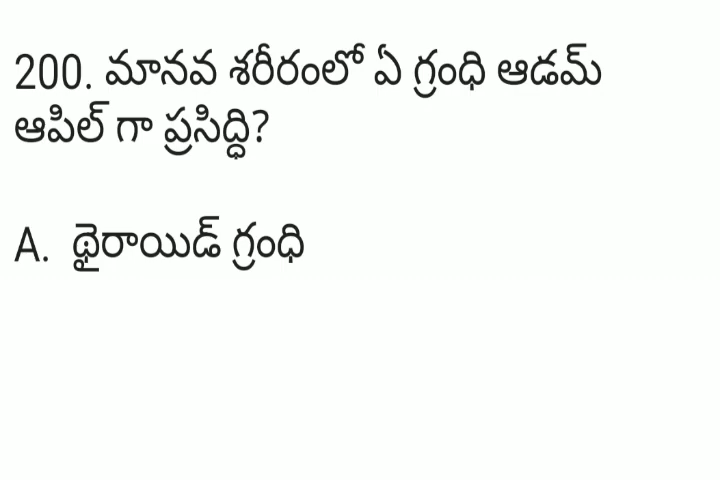 200. మానవ శరీరంలో ఏ గ్రంధి ఆడమ్
ఆపిల్ గా ప్రసిద్ధి?
A. థైరాయిడ్ గ్రంధి